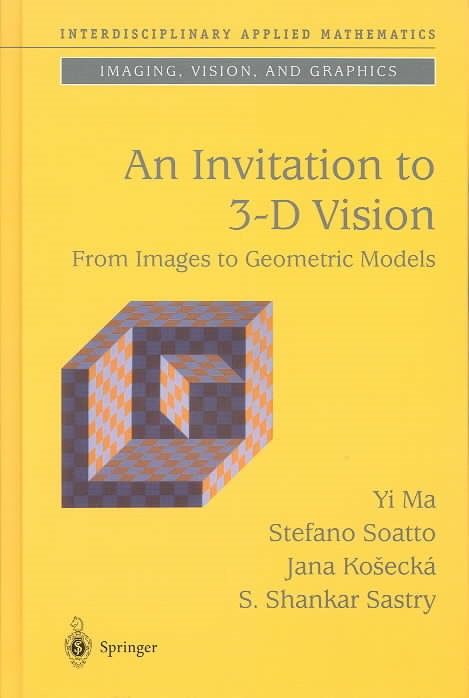 INTERDISCIPLINARY APPLIED MATHEMATICS
IMAGING, VISION, AND GRAPHICS
An Invitation to
3-D Vision
From Images to Geometric Models
Yi Ma
Stefano Soatto
Jana Košecká
S. Shankar Sastry
Springer